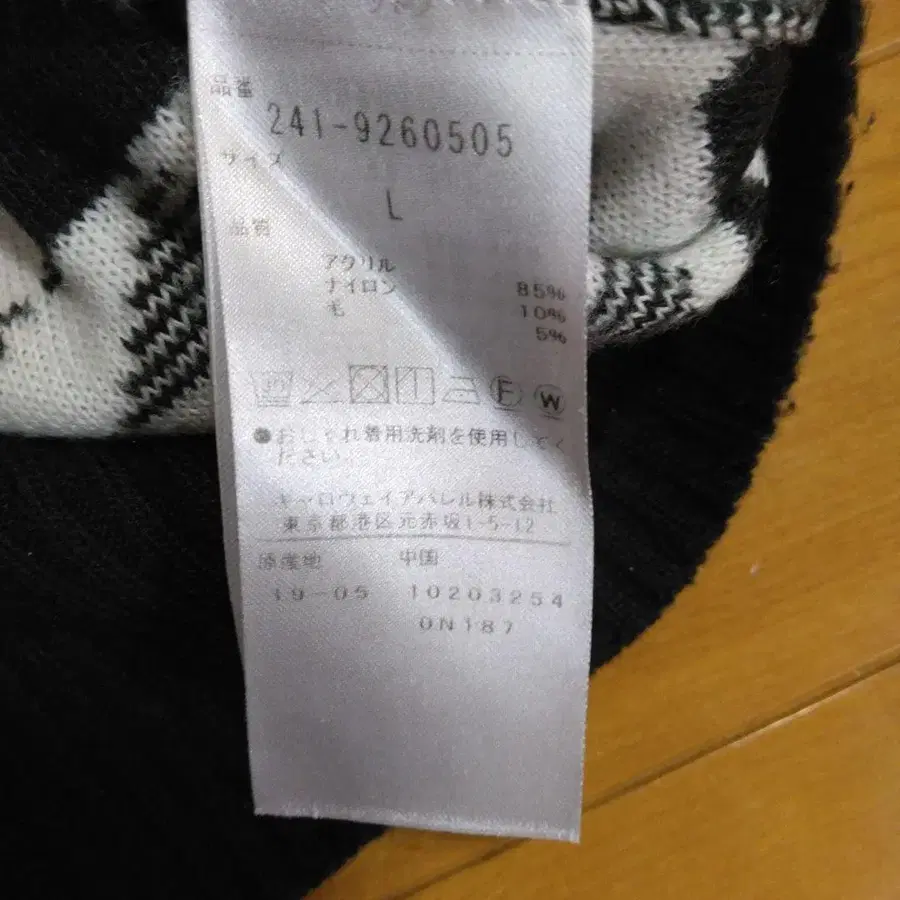 品番
241-9260505
サイズ
L
品質
アクリル 85%
ナイロン 10%
毛 5%
F W
●おしゃれ着用洗剤を使用してく
ださい。
キャロウェイアパレル株式会社
東京都港区元赤坂1-5-12
原産地 中国
19-05 10203254
0N187